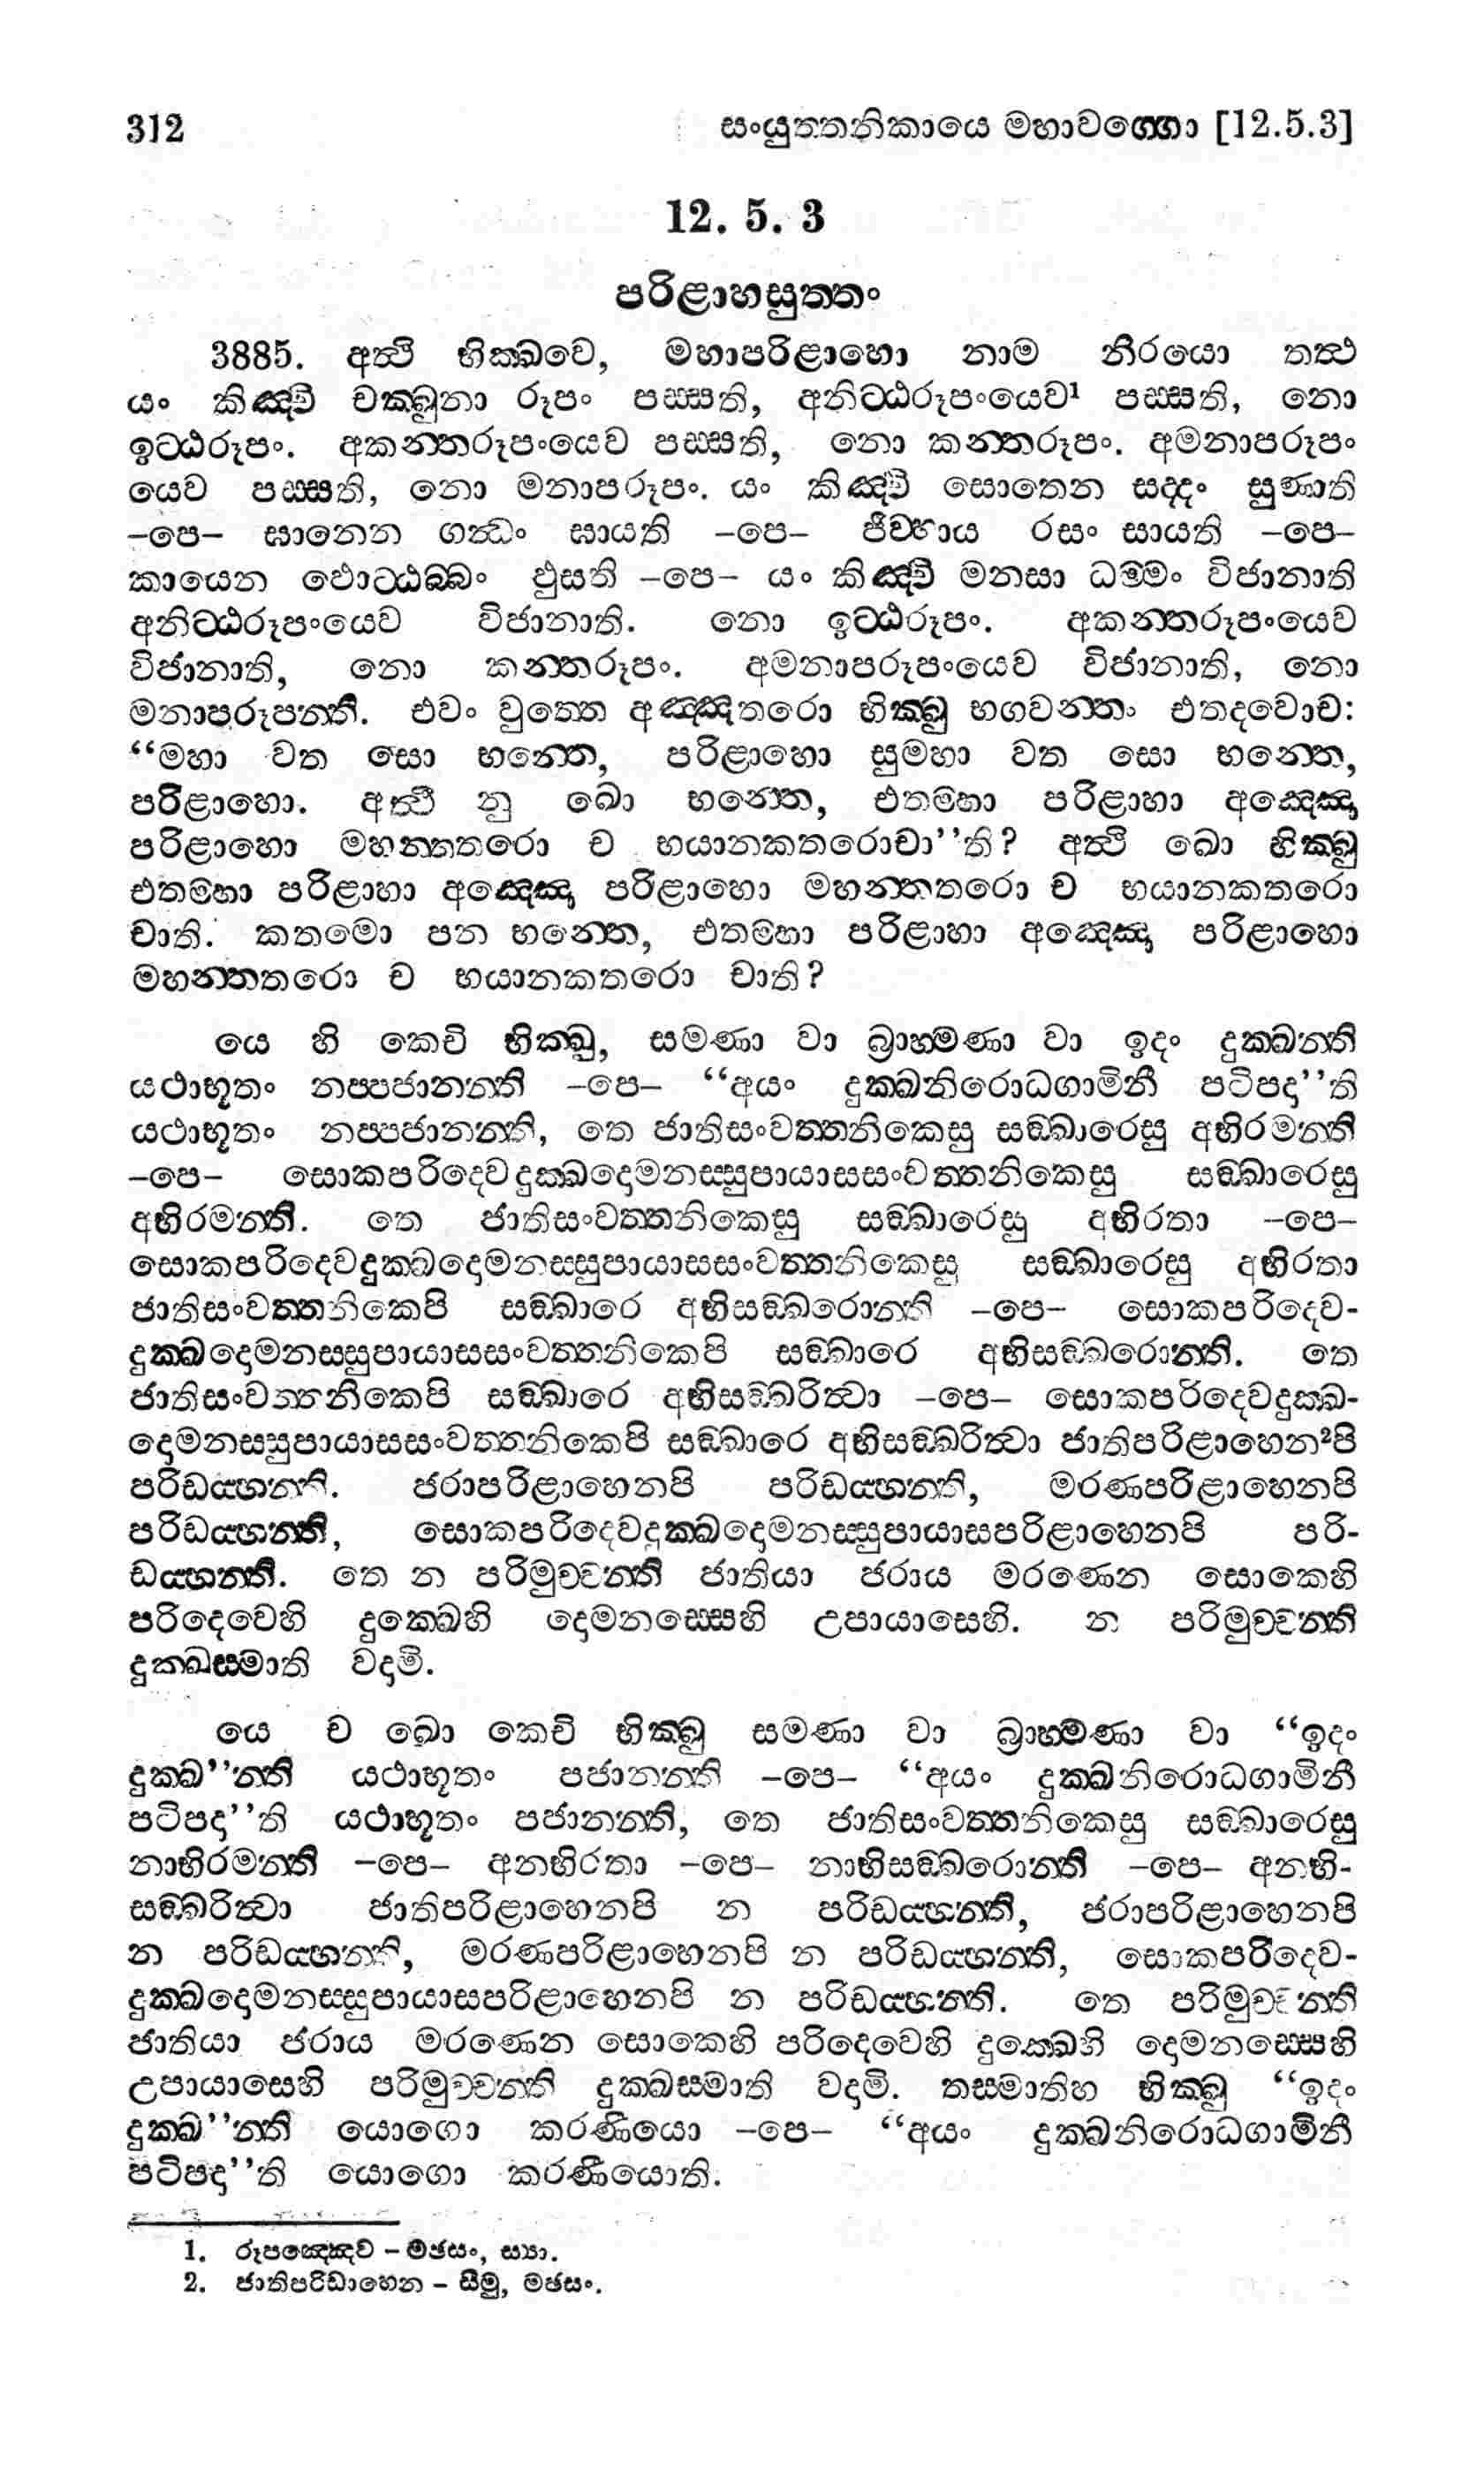 312 සංයුත්තනිකායෙ මහාවග්ගො [12.5.3]
12. 5. 3
පරිළාහසුත්තං
3885. අත්ථි භික්ඛවෙ, මහාපරිළාහො නාම නිරයො තත්ථ
යං කිඤ්චි චක්ඛුනා රූපං පස්සති, අනිට්ඨරූපංයෙව¹ පස්සති, නො
ඉට්ඨරූපං. අකන්තරූපංයෙව පස්සති, නො කන්තරූපං. අමනාපරූපං
යෙව පස්සති, නො මනාපරූපං. යං කිඤ්චි සොතෙන සද්දං සුණාති
–පෙ– ඝානෙන ගන්ධං ඝායති –පෙ– ජිව්හාය රසං සායති –පෙ–
කායෙන ඵොට්ඨබ්බං ඵුසති –පෙ– යං කිඤ්චි මනසා ධම්මං විජානාති
අනිට්ඨරූපංයෙව විජානාති. නො ඉට්ඨරූපං. අකන්තරූපංයෙව
විජානාති, නො කන්තරූපං. අමනාපරූපංයෙව විජානාති, නො
මනාපරූපන්ති. එවං වුත්තෙ අඤ්ඤතරො භික්ඛු භගවන්තං එතදවොච:
“මහා වත සො භන්තෙ, පරිළාහො සුමහා වත සො භන්තෙ,
පරිළාහො. අත්ථි නු ඛො භන්තෙ, එතම්හා පරිළාහා අඤ්ඤො
පරිළාහො මහන්තතරො ච භයානකතරොචා’’ති? අත්ථි ඛො භික්ඛු
එතම්හා පරිළාහා අඤ්ඤො පරිළාහො මහන්තතරො ච භයානකතරො
චාති. කතමො පන භන්තෙ, එතම්හා පරිළාහා අඤ්ඤො පරිළාහො
මහන්තතරො ච භයානකතරො චාති?
යෙ හි කෙචි භික්ඛු, සමණා වා බ්‍රාහ්මණා වා ඉදං දුක්ඛන්ති
යථාභූතං නප්පජානන්ති –පෙ– “අයං දුක්ඛනිරොධගාමිනී පටිපදා’’ති
යථාභූතං නප්පජානන්ති, තෙ ජාතිසංවත්තනිකෙසු සඞ්ඛාරෙසු අභිරමන්ති
–පෙ– සොකපරිදෙවදුක්ඛදොමනස්සුපායාසසංවත්තනිකෙසු සඞ්ඛාරෙසු
අභිරමන්ති. තෙ ජාතිසංවත්තනිකෙසු සඞ්ඛාරෙසු අභිරතා –පෙ–
සොකපරිදෙවදුක්ඛදොමනස්සුපායාසසංවත්තනිකෙසු සඞ්ඛාරෙසු අභිරතා
ජාතිසංවත්තනිකෙපි සඞ්ඛාරෙ අභිසඞ්ඛරොන්ති –පෙ– සොකපරිදෙව-
දුක්ඛදොමනස්සුපායාසසංවත්තනිකෙපි සඞ්ඛාරෙ අභිසඞ්ඛරොන්ති. තෙ
ජාතිසංවත්තනිකෙපි සඞ්ඛාරෙ අභිසඞ්ඛරිත්වා –පෙ– සොකපරිදෙවදුක්ඛ-
දොමනස්සුපායාසසංවත්තනිකෙපි සඞ්ඛාරෙ අභිසඞ්ඛරිත්වා ජාතිපරිළාහෙන²පි
පරිඩය්හන්ති. ජරාපරිළාහෙනපි පරිඩය්හන්ති, මරණපරිළාහෙනපි
පරිඩය්හන්ති, සොකපරිදෙවදුක්ඛදොමනස්සුපායාසපරිළාහෙනපි පරි-
ඩය්හන්ති. තෙ න පරිමුච්චන්ති ජාතියා ජරාය මරණෙන සොකෙහි
පරිදෙවෙහි දුක්ඛෙහි දොමනස්සෙහි උපායාසෙහි. න පරිමුච්චන්ති
දුක්ඛස්මාති වදාමි.
යෙ ච ඛො කෙචි භික්ඛු සමණා වා බ්‍රාහ්මණා වා “ඉදං
දුක්ඛ’’න්ති යථාභූතං පජානන්ති –පෙ– “අයං දුක්ඛනිරොධගාමිනී
පටිපදා’’ති යථාභූතං පජානන්ති, තෙ ජාතිසංවත්තනිකෙසු සඞ්ඛාරෙසු
නාභිරමන්ති –පෙ– අනභිරතා –පෙ– නාභිසඞ්ඛරොන්ති –පෙ– අනභි-
සඞ්ඛරිත්වා ජාතිපරිළාහෙනපි න පරිඩය්හන්ති, ජරාපරිළාහෙනපි
න පරිඩය්හන්ති, මරණපරිළාහෙනපි න පරිඩය්හන්ති, සොකපරිදෙව-
දුක්ඛදොමනස්සුපායාසපරිළාහෙනපි න පරිඩය්හන්ති. තෙ පරිමුච්චන්ති
ජාතියා ජරාය මරණෙන සොකෙහි පරිදෙවෙහි දුක්ඛෙහි දොමනස්සෙහි
උපායාසෙහි පරිමුච්චන්ති දුක්ඛස්මාති වදාමි. තස්මාතිහ භික්ඛු “ඉදං
දුක්ඛ’’න්ති යොගො කරණීයො –පෙ– “අයං දුක්ඛනිරොධගාමිනී
පටිපදා’’ති යොගො කරණීයොති.
1. රූපඤ්ඤෙව – මඡසං, ස්‍යා.
2. ජාතිපරිඩාහෙන – සීමු, මඡසං.